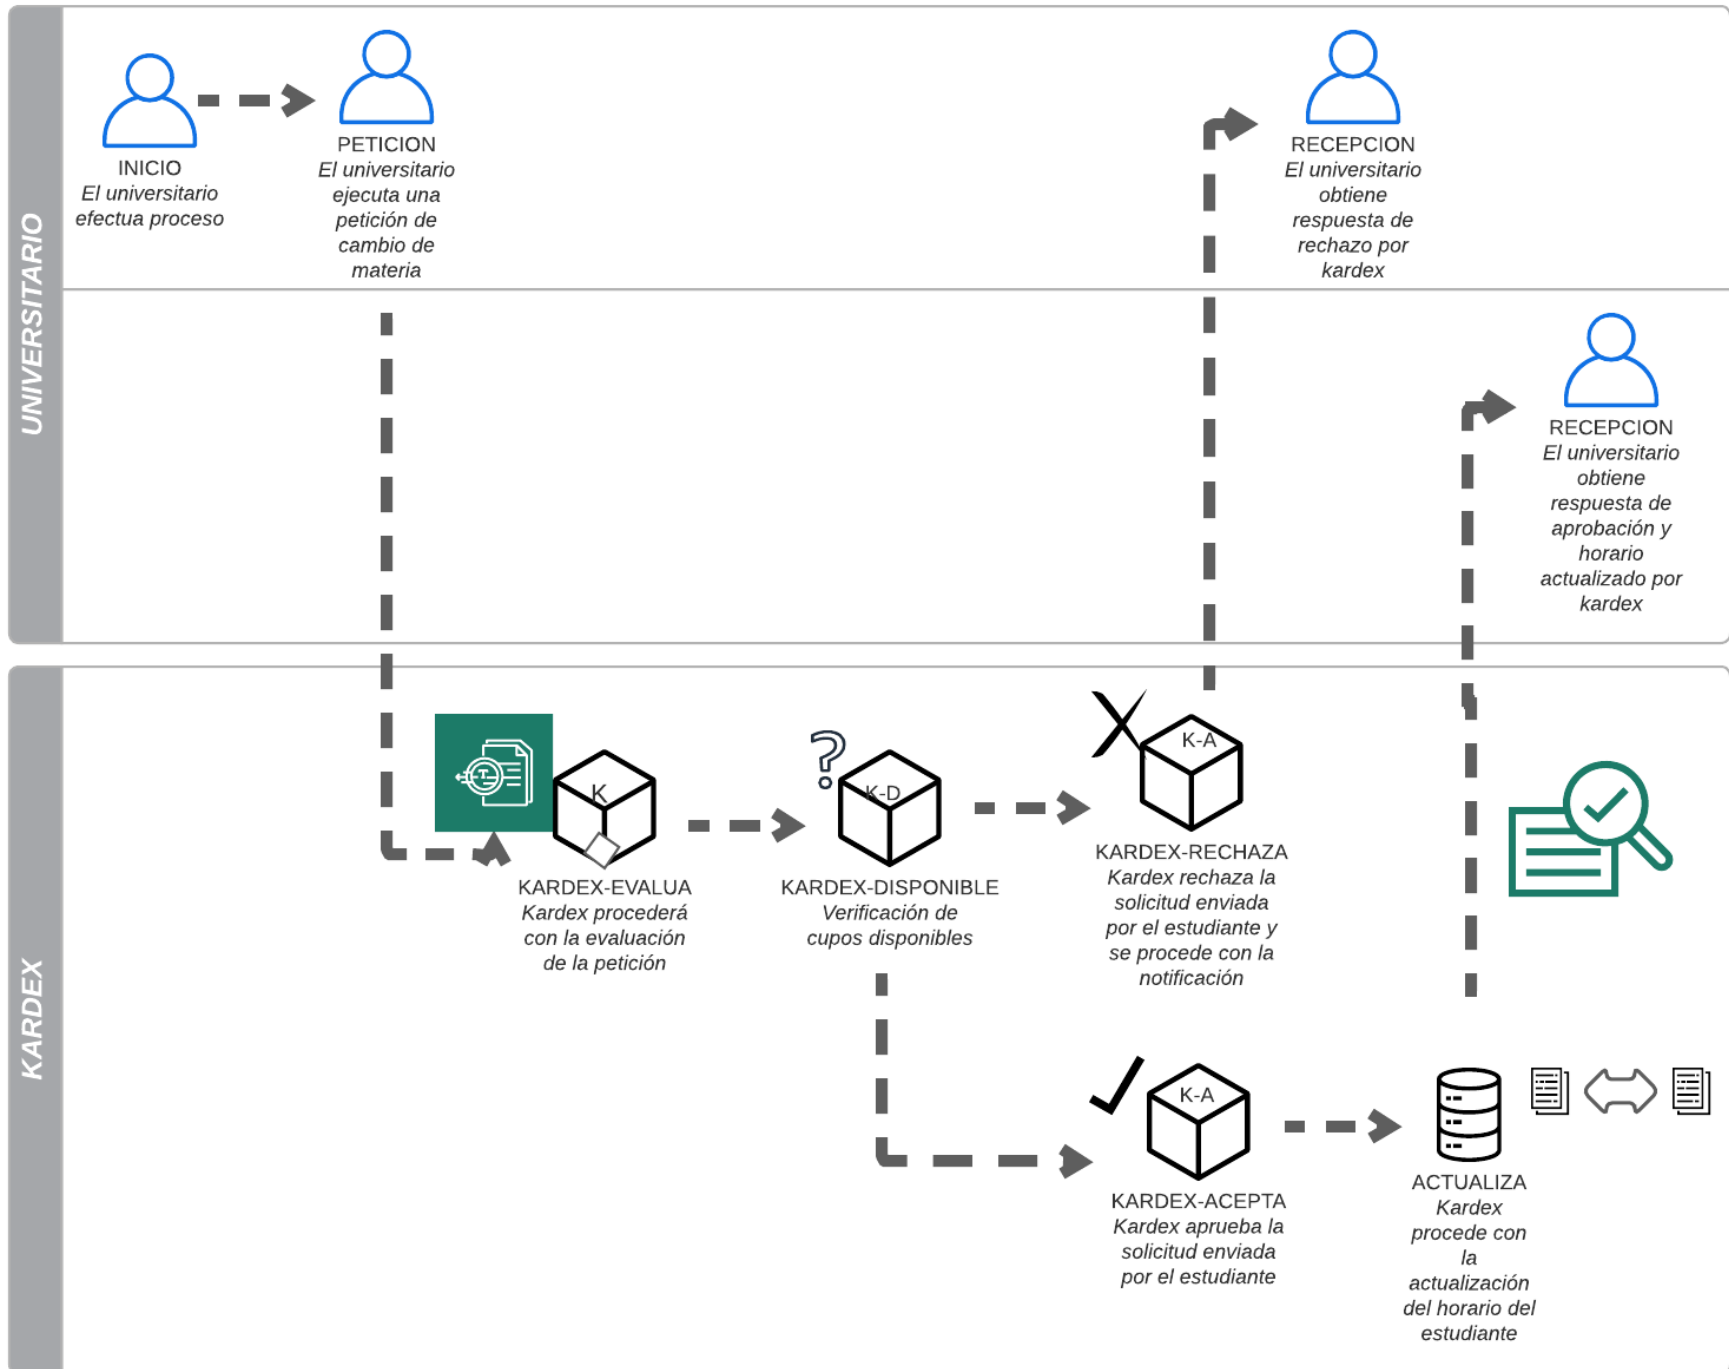 UNIVERSITARIO
INICIO
El universitario
efectua proceso
PETICION
El universitario
ejecuta una
petición de
cambio de
materia
RECEPCION
El universitario
obtiene
respuesta de
rechazo por
kardex
RECEPCION
El universitario
obtiene
respuesta de
aprobación y
horario
actualizado por
kardex
KARDEX
T
K
KARDEX-EVALUA
Kardex procederá
con la evaluación
de la petición
?
K-D
KARDEX-DISPONIBLE
Verificación de
cupos disponibles
K-A
KARDEX-RECHAZA
Kardex rechaza la
solicitud enviada
por el estudiante y
se procede con la
notificación
K-A
KARDEX-ACEPTA
Kardex aprueba la
solicitud enviada
por el estudiante
ACTUALIZA
Kardex
procede con
la
actualización
del horario del
estudiante